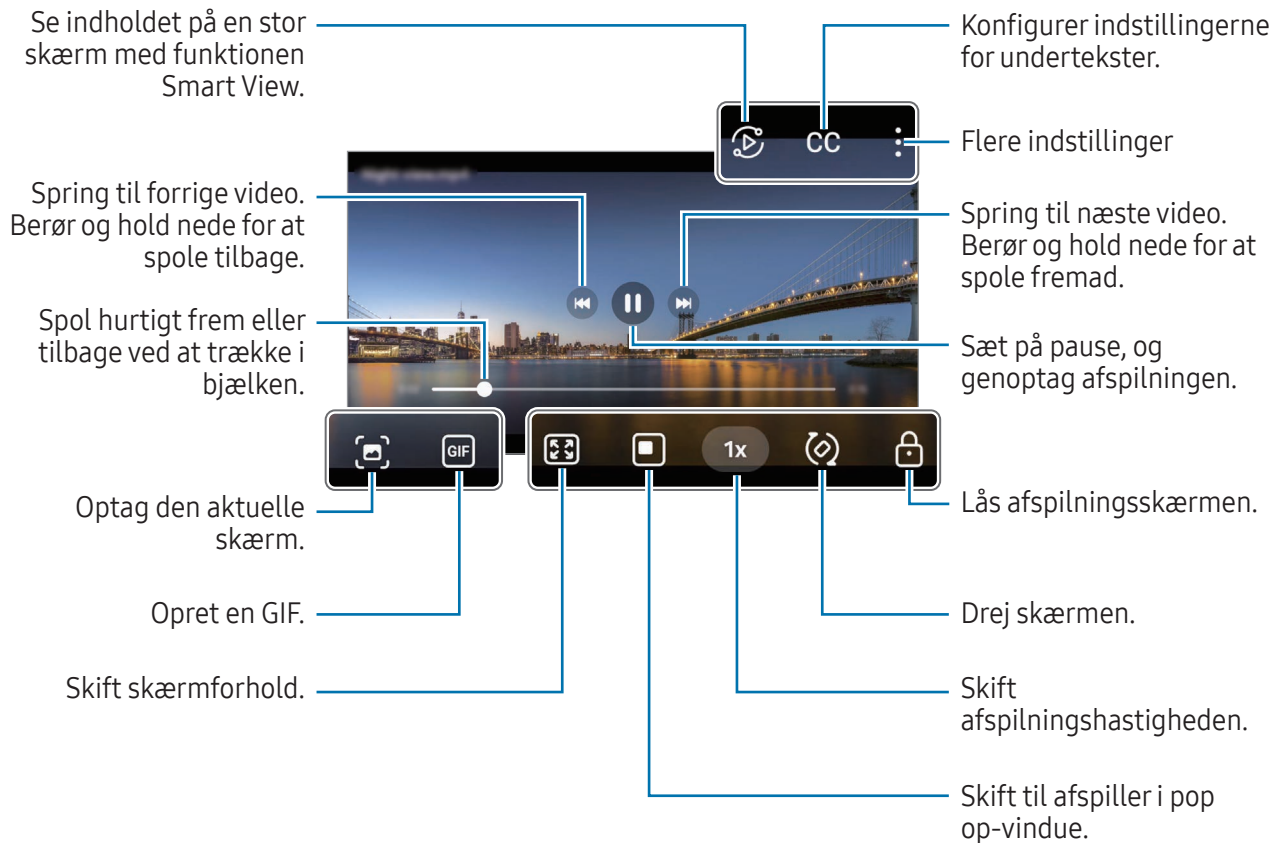 Se indholdet på en stor
skærm med funktionen
Smart View.
Konfigurer indstillingerne
for undertekster.
CC
Flere indstillinger
Spring til forrige video.
Berør og hold nede for at
spole tilbage.
Spring til næste video.
Berør og hold nede for at
spole fremad.
Spol hurtigt frem eller
tilbage ved at trække i
bjælken.
Sæt på pause, og
genoptag afspilningen.
GIF
1x
Optag den aktuelle
skærm.
Lås afspilningsskærmen.
Opret en GIF.
Drej skærmen.
Skift skærmforhold.
Skift
afspilningshastigheden.
Skift til afspiller i pop
op-vindue.